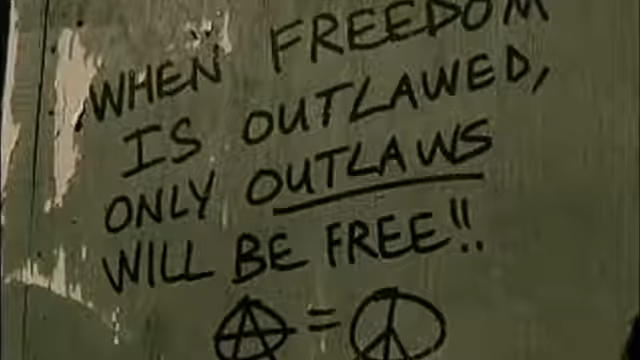 WHEN FREEDOM
IS OUTLAWED,
ONLY OUTLAWS
WILL BE FREE!!.
Ⓐ=☮